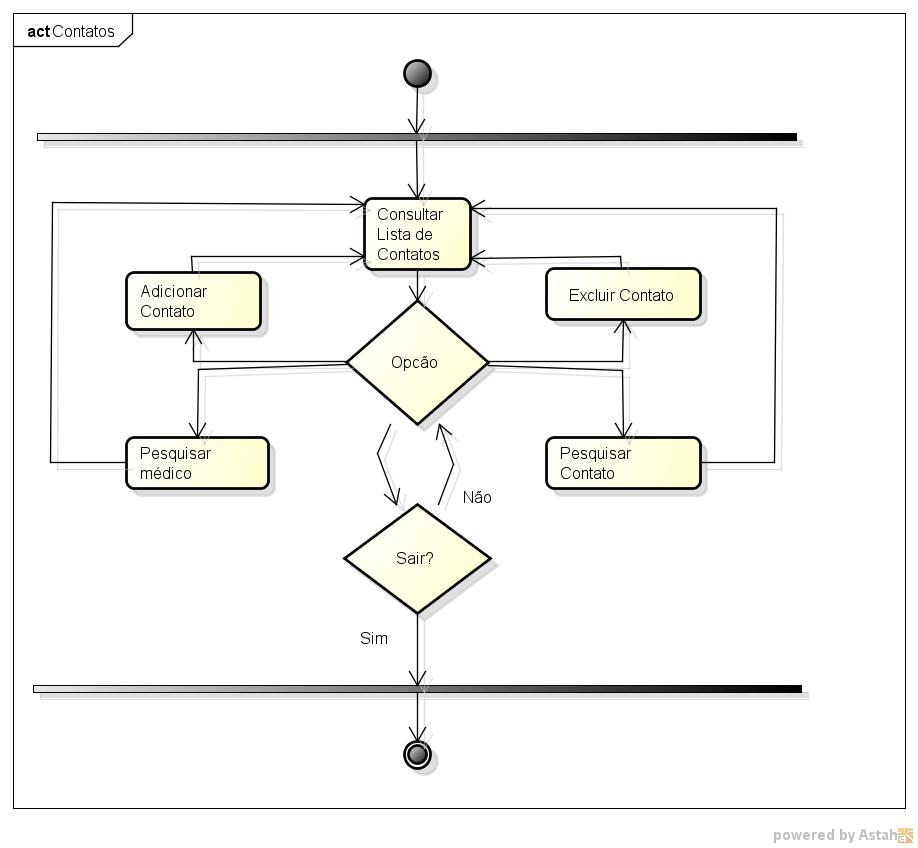 act Contatos
Consultar
Lista de
Contatos
Adicionar
Contato
Excluir Contato
Opcão
Pesquisar
médico
Pesquisar
Contato
Não
Sair?
Sim
powered by Astah